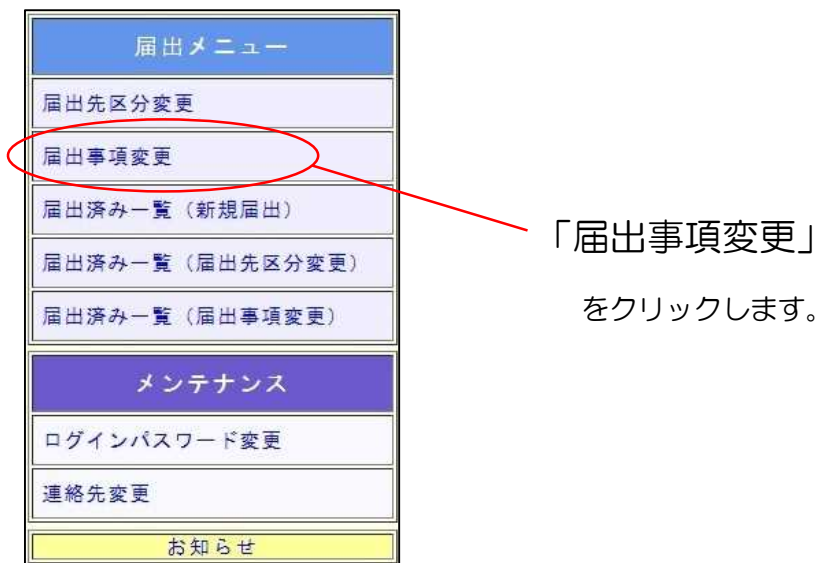 届出メニュー
届出先区分変更
届出事項変更
届出済み一覧（新規届出）
届出済み一覧（届出先区分変更）
届出済み一覧（届出事項変更）
メンテナンス
ログインパスワード変更
連絡先変更
お知らせ
「届出事項変更」
をクリックします。